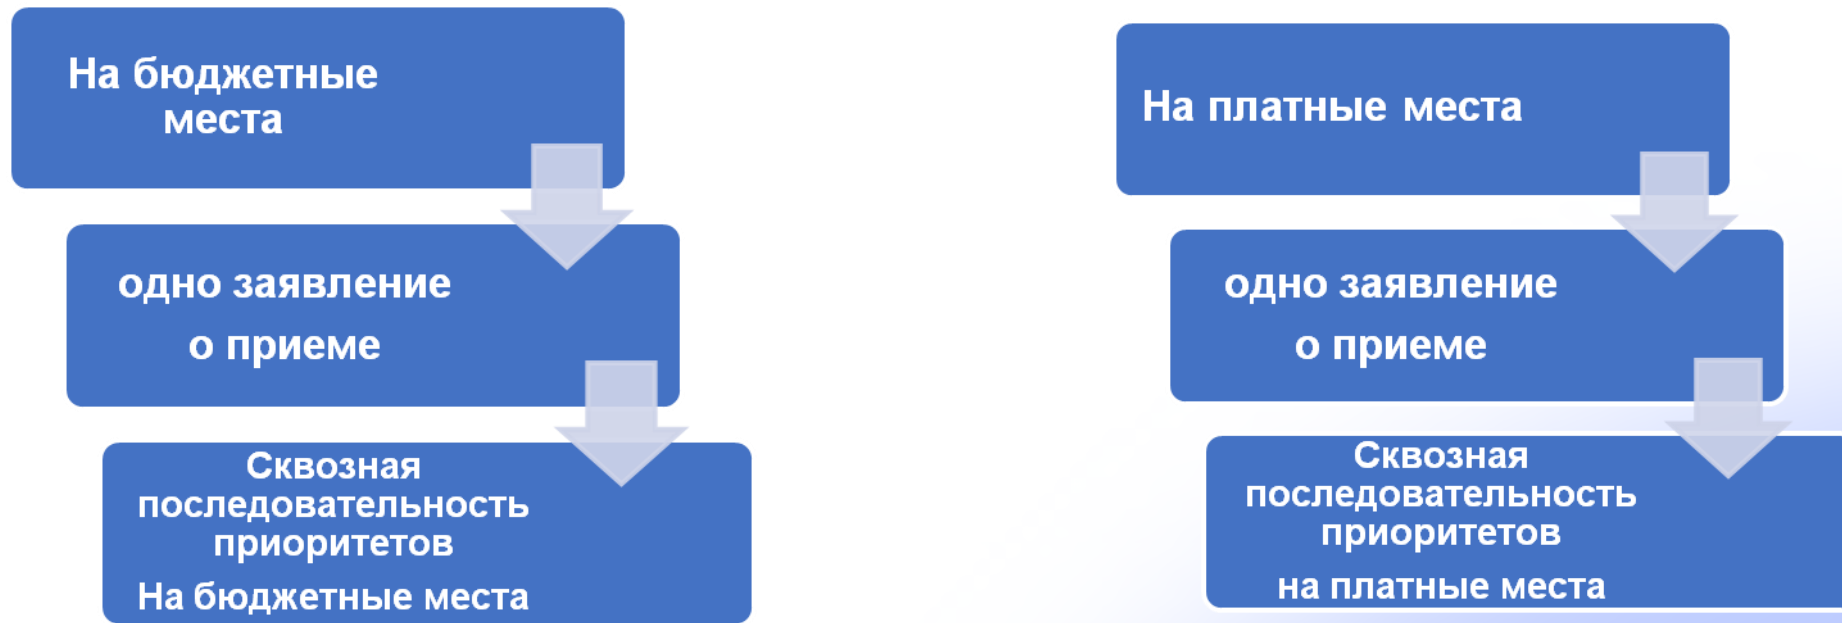 На бюджетные
места
одно заявление
о приеме
Сквозная
последовательность
приоритетов
На бюджетные места
На платные места
одно заявление
о приеме
Сквозная
последовательность
приоритетов
на платные места